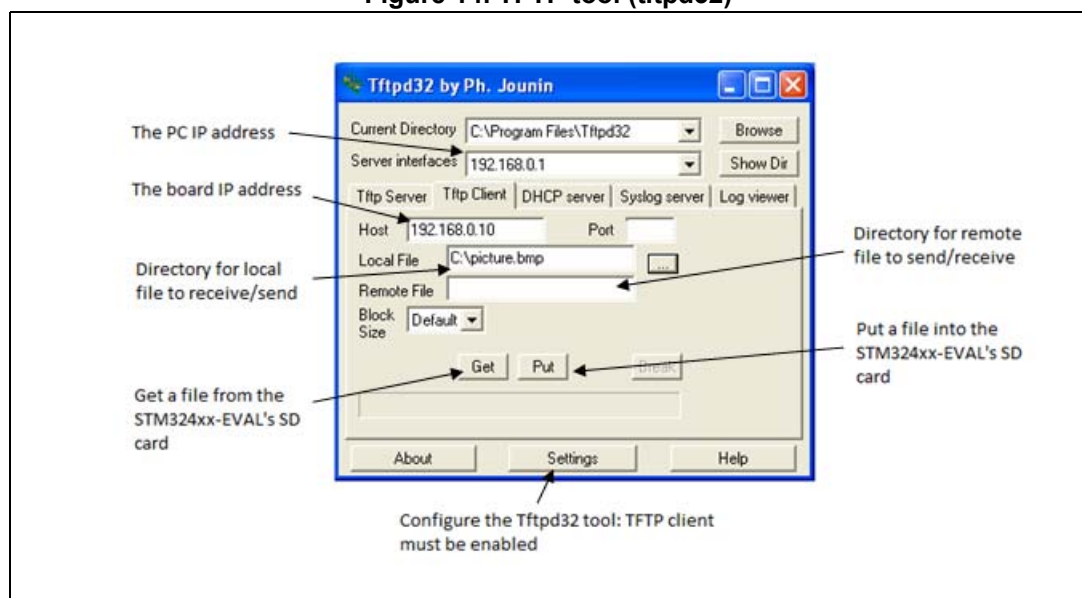 Tftpd32 by Ph. Jounin
The PC IP address
Current Directory C:\Program Files\Tftpd32 Browse
Server interfaces 192.168.0.1 Show Dir
The board IP address
Tftp Server Tftp Client DHCP server Syslog server Log viewer
Host 192.168.0.10 Port
Directory for remote
file to send/receive
Local File C:\picture.bmp ...
Directory for local
file to receive/send
Remote File
Block
Size Default
Put a file into the
STM324xx-EVAL's SD
card
Get Put Break
Get a file from the
STM324xx-EVAL's SD
card
About Settings Help
Configure the Tftpd32 tool: TFTP client
must be enabled